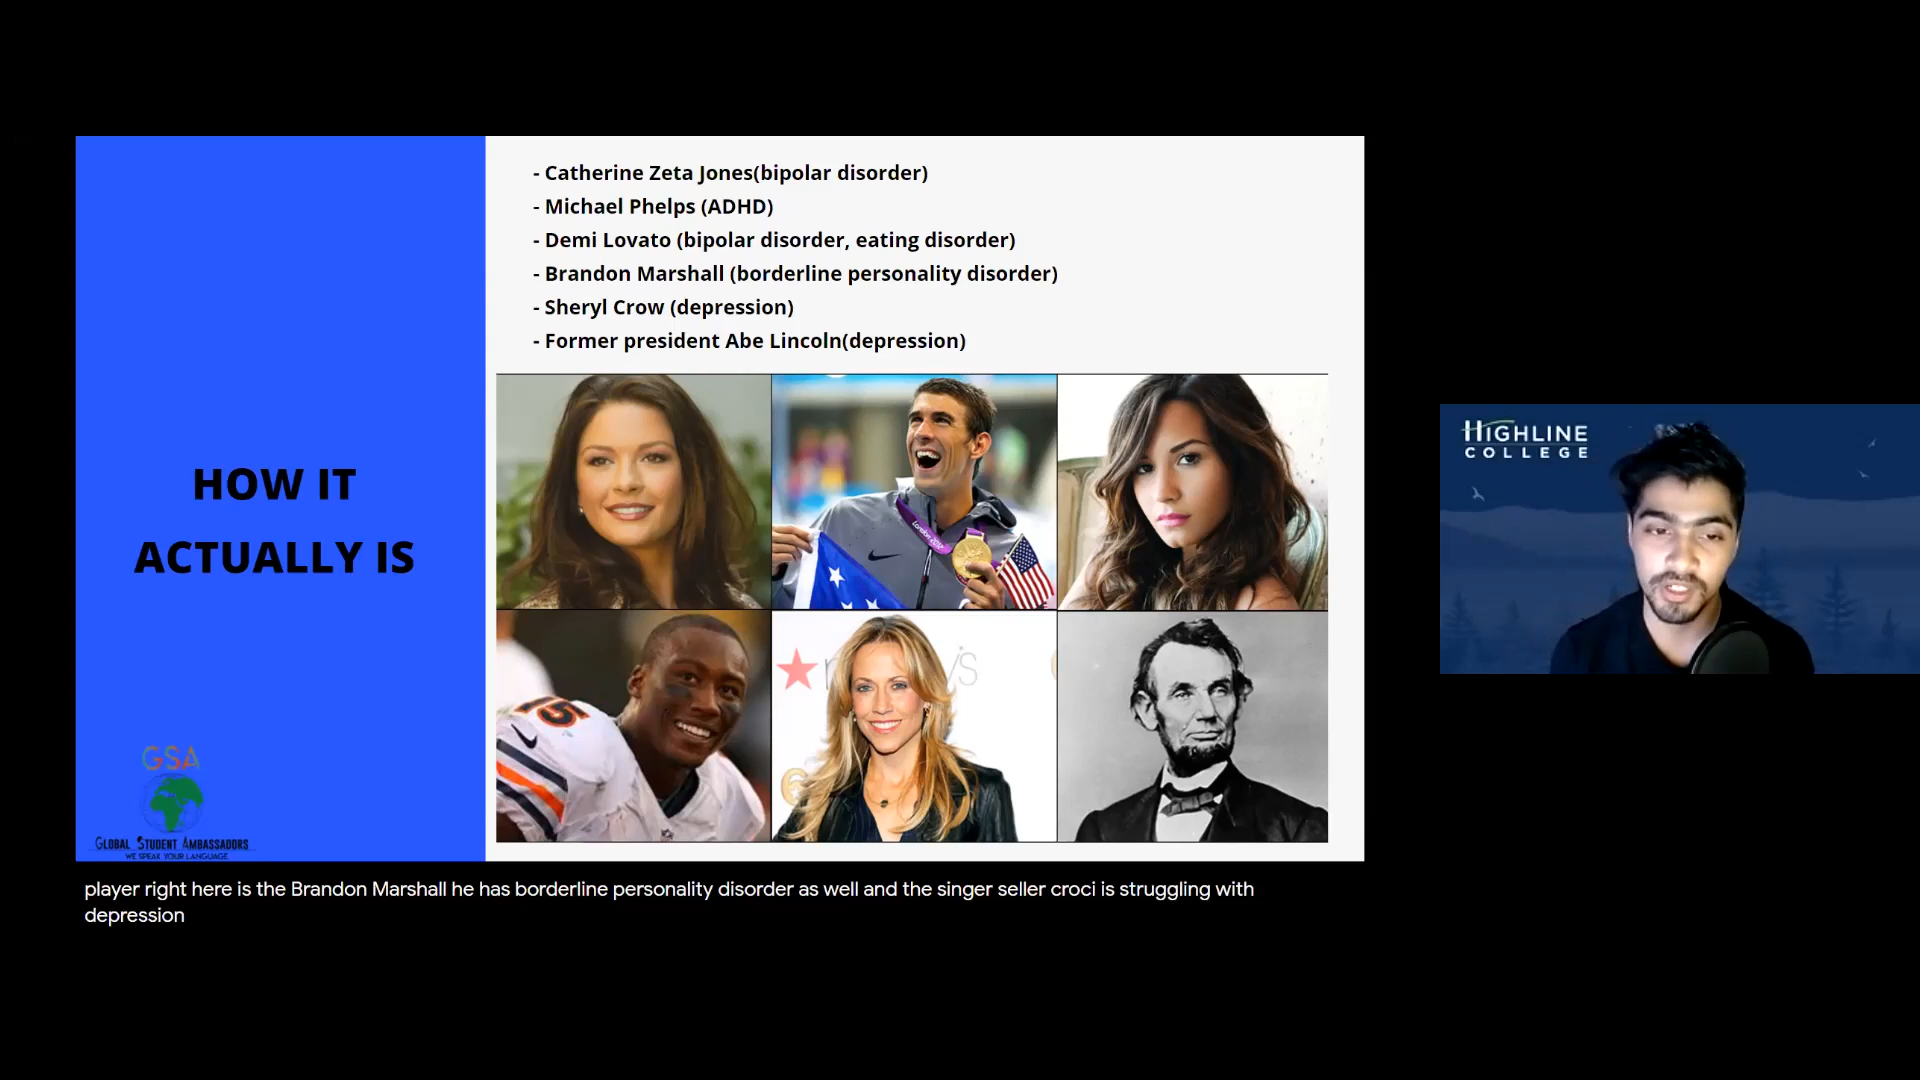 - Catherine Zeta Jones(bipolar disorder)
- Michael Phelps (ADHD)
- Demi Lovato (bipolar disorder, eating disorder)
- Brandon Marshall (borderline personality disorder)
- Sheryl Crow (depression)
- Former president Abe Lincoln(depression)
HOW IT
ACTUALLY IS
London 2012
15
GSA
GLOBAL STUDENT AMBASSADORS
WE SPEAK YOUR LANGUAGE
HIGHLINE
COLLEGE
player right here is the Brandon Marshall he has borderline personality disorder as well and the singer seller croci is struggling with
depression